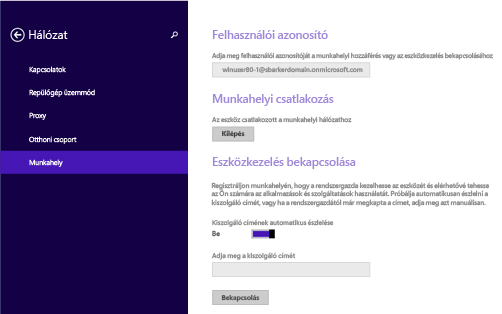 Hálózat
Kapcsolatok
Repülőgép üzemmód
Proxy
Otthoni csoport
Munkahely
Felhasználói azonosító
Adja meg felhasználói azonosítóját a munkahelyi hozzáférés vagy az eszközkezelés bekapcsolásához
winuser80-1@sbarkerdomain.onmicrosoft.com
Munkahelyi csatlakozás
Az eszköz csatlakozott a munkahelyi hálózathoz
Kilépés
Eszközkezelés bekapcsolása
Regisztráljon munkahelyén, hogy a rendszergazda kezelhesse az eszközét és elérhetővé tehesse
az Ön számára az alkalmazások és szolgáltatások használatát. Próbálja automatikusan észlelni a
kiszolgáló címét, vagy ha a rendszergazdától már megkapta a címet, adja meg azt manuálisan.
Kiszolgáló címének automatikus észlelése
Be
Adja meg a kiszolgáló címét
Bekapcsolás